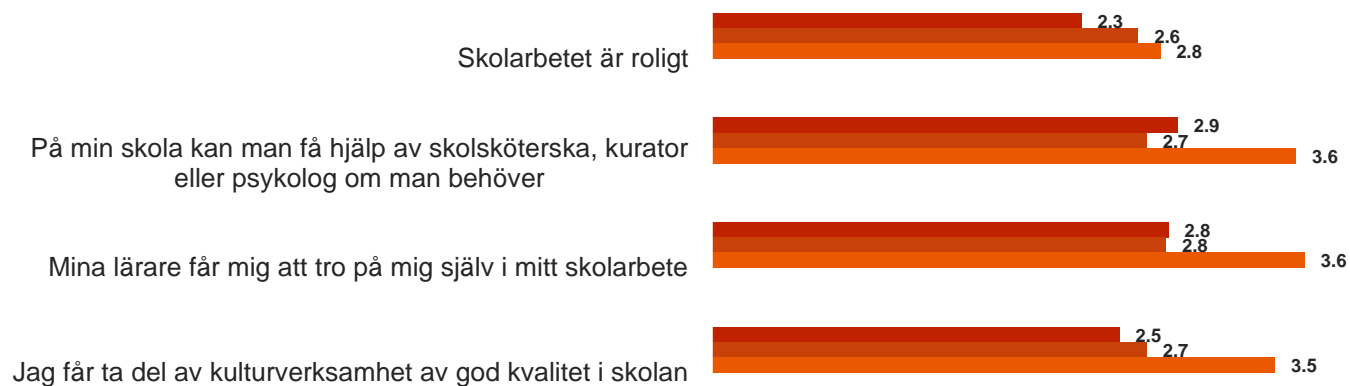 2.3
2.6
Skolarbetet är roligt 2.8
2.9
På min skola kan man få hjälp av skolsköterska, kurator 2.7
eller psykolog om man behöver 3.6
2.8
2.8
Mina lärare får mig att tro på mig själv i mitt skolarbete 3.6
2.5
2.7
Jag får ta del av kulturverksamhet av god kvalitet i skolan 3.5